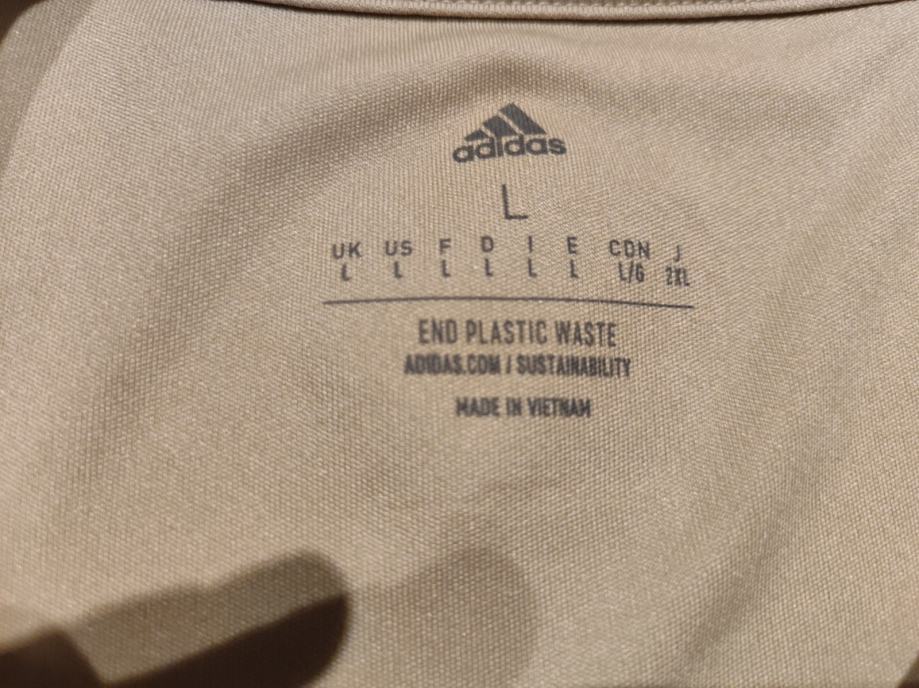 adidas
L
UK US F D I E CDN J
L L L L L L L/G 2XL
END PLASTIC WASTE
ADIDAS.COM / SUSTAINABILITY
MADE IN VIETNAM